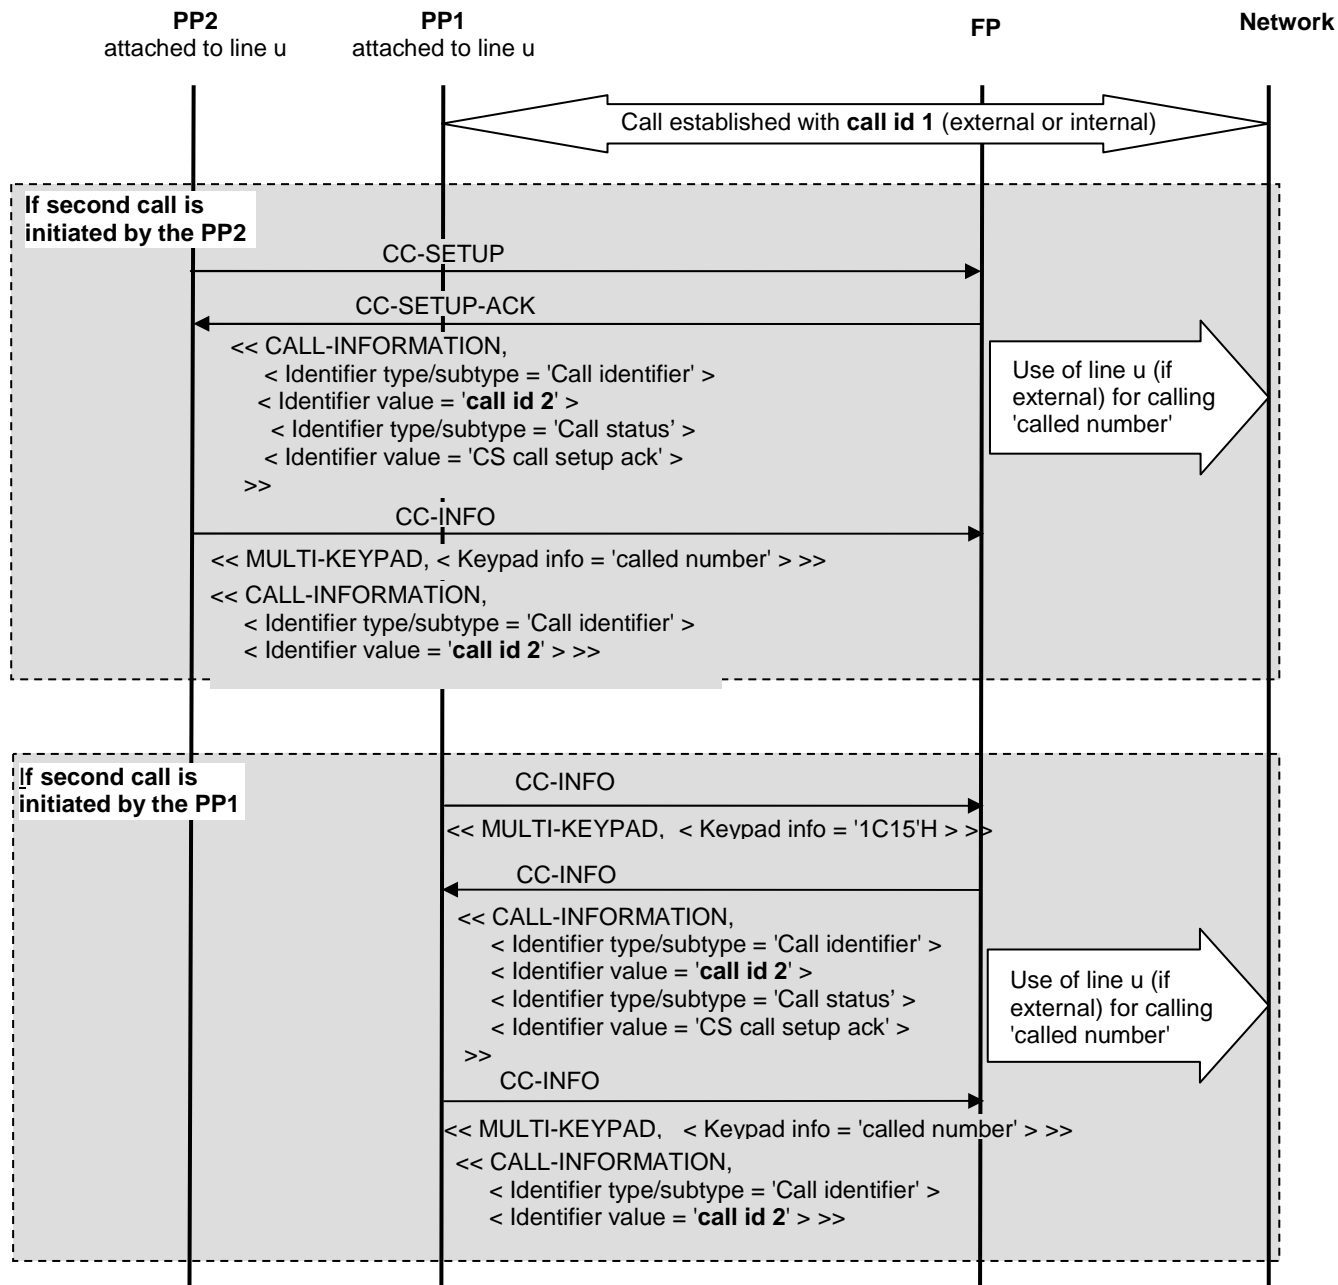 PP2
attached to line u
PP1
attached to line u
FP
Network
Call established with call id 1 (external or internal)
If second call is
initiated by the PP2
CC-SETUP
CC-SETUP-ACK
<< CALL-INFORMATION,
< Identifier type/subtype = 'Call identifier' >
< Identifier value = 'call id 2' >
< Identifier type/subtype = 'Call status’ >
< Identifier value = 'CS call setup ack' >
>>
Use of line u (if
external) for calling
'called number'
CC-INFO
<< MULTI-KEYPAD, < Keypad info = 'called number' > >>
<< CALL-INFORMATION,
< Identifier type/subtype = 'Call identifier' >
< Identifier value = 'call id 2' > >>
If second call is
initiated by the PP1
CC-INFO
<< MULTI-KEYPAD, < Keypad info = '1C15'H > >>
CC-INFO
<< CALL-INFORMATION,
< Identifier type/subtype = 'Call identifier' >
< Identifier value = 'call id 2' >
< Identifier type/subtype = 'Call status’ >
< Identifier value = 'CS call setup ack' >
>>
Use of line u (if
external) for calling
'called number'
CC-INFO
<< MULTI-KEYPAD, < Keypad info = 'called number' > >>
<< CALL-INFORMATION,
< Identifier type/subtype = 'Call identifier' >
< Identifier value = 'call id 2' > >>